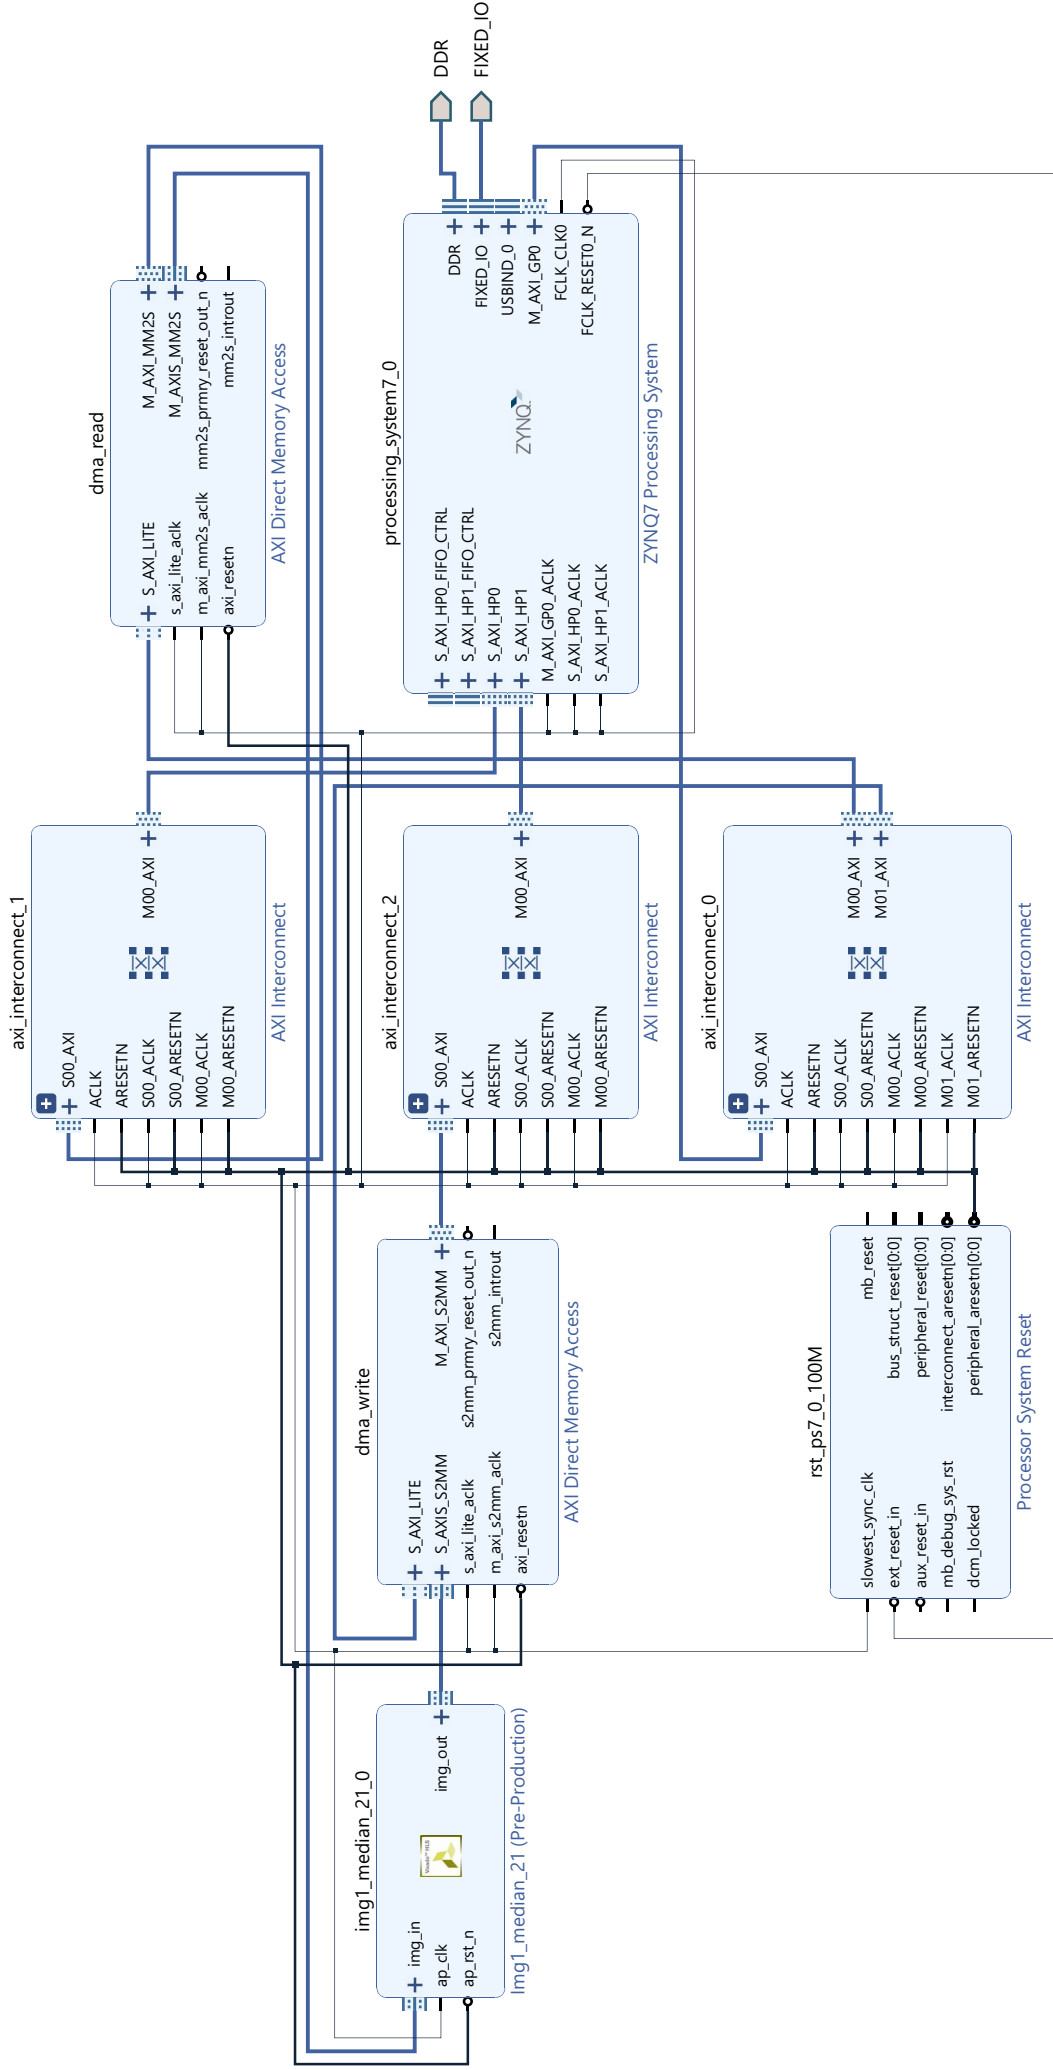 img1_median_21_0
img_in
ap_clk
ap_rst_n
img_out
Vivado™ HLS
Img1_median_21 (Pre-Production)
dma_write
S_AXI_LITE
S_AXIS_S2MM
s_axi_lite_aclk
m_axi_s2mm_aclk
axi_resetn
M_AXI_S2MM
s2mm_prmry_reset_out_n
s2mm_introut
AXI Direct Memory Access
rst_ps7_0_100M
slowest_sync_clk
ext_reset_in
aux_reset_in
mb_debug_sys_rst
dcm_locked
mb_reset
bus_struct_reset[0:0]
peripheral_reset[0:0]
interconnect_aresetn[0:0]
peripheral_aresetn[0:0]
Processor System Reset
axi_interconnect_1
S00_AXI
ACLK
ARESETN
S00_ACLK
S00_ARESETN
M00_ACLK
M00_ARESETN
M00_AXI
AXI Interconnect
axi_interconnect_2
S00_AXI
ACLK
ARESETN
S00_ACLK
S00_ARESETN
M00_ACLK
M00_ARESETN
M00_AXI
AXI Interconnect
axi_interconnect_0
S00_AXI
ACLK
ARESETN
S00_ACLK
S00_ARESETN
M00_ACLK
M00_ARESETN
M01_ACLK
M01_ARESETN
M00_AXI
M01_AXI
AXI Interconnect
dma_read
S_AXI_LITE
s_axi_lite_aclk
m_axi_mm2s_aclk
axi_resetn
M_AXI_MM2S
M_AXIS_MM2S
mm2s_prmry_reset_out_n
mm2s_introut
AXI Direct Memory Access
processing_system7_0
S_AXI_HP0_FIFO_CTRL
S_AXI_HP1_FIFO_CTRL
S_AXI_HP0
S_AXI_HP1
M_AXI_GP0_ACLK
S_AXI_HP0_ACLK
S_AXI_HP1_ACLK
ZYNQ
DDR
FIXED_IO
USBIND_0
M_AXI_GP0
FCLK_CLK0
FCLK_RESET0_N
ZYNQ7 Processing System
DDR
FIXED_IO